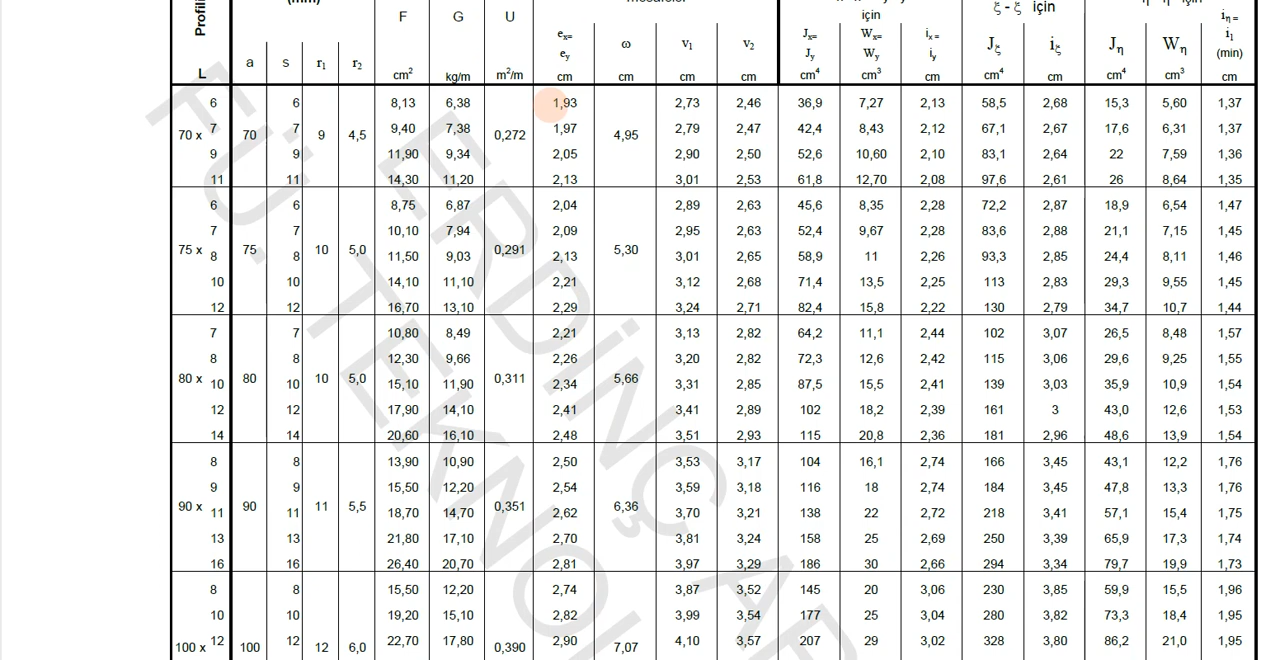 (mm) mesafeler için ξ - ξ için η - η için
Profili L a s r1 r2 F cm2 G kg/m U m2/m ex= ey cm ω cm v1 cm v2 cm Jx= Jy cm4 Wx= Wy cm3 ix = iy cm Jξ cm4 iξ cm Jη cm4 Wη cm3 iη = i1 (min) cm
6 6 8,13 6,38 1,93 2,73 2,46 36,9 7,27 2,13 58,5 2,68 15,3 5,60 1,37
70 x 7 70 7 9 4,5 9,40 7,38 0,272 1,97 4,95 2,79 2,47 42,4 8,43 2,12 67,1 2,67 17,6 6,31 1,37
9 9 11,90 9,34 2,05 2,90 2,50 52,6 10,60 2,10 83,1 2,64 22 7,59 1,36
11 11 14,30 11,20 2,13 3,01 2,53 61,8 12,70 2,08 97,6 2,61 26 8,64 1,35
6 6 8,75 6,87 2,04 2,89 2,63 45,6 8,35 2,28 72,2 2,87 18,9 6,54 1,47
7 7 10,10 7,94 2,09 2,95 2,63 52,4 9,67 2,28 83,6 2,88 21,1 7,15 1,45
75 x 8 75 8 10 5,0 11,50 9,03 0,291 2,13 5,30 3,01 2,65 58,9 11 2,26 93,3 2,85 24,4 8,11 1,46
10 10 14,10 11,10 2,21 3,12 2,68 71,4 13,5 2,25 113 2,83 29,3 9,55 1,45
12 12 16,70 13,10 2,29 3,24 2,71 82,4 15,8 2,22 130 2,79 34,7 10,7 1,44
7 7 10,80 8,49 2,21 3,13 2,82 64,2 11,1 2,44 102 3,07 26,5 8,48 1,57
8 8 12,30 9,66 2,26 3,20 2,82 72,3 12,6 2,42 115 3,06 29,6 9,25 1,55
80 x 10 80 10 10 5,0 15,10 11,90 0,311 2,34 5,66 3,31 2,85 87,5 15,5 2,41 139 3,03 35,9 10,9 1,54
12 12 17,90 14,10 2,41 3,41 2,89 102 18,2 2,39 161 3 43,0 12,6 1,53
14 14 20,60 16,10 2,48 3,51 2,93 115 20,8 2,36 181 2,96 48,6 13,9 1,54
8 8 13,90 10,90 2,50 3,53 3,17 104 16,1 2,74 166 3,45 43,1 12,2 1,76
9 9 15,50 12,20 2,54 3,59 3,18 116 18 2,74 184 3,45 47,8 13,3 1,76
90 x 11 90 11 11 5,5 18,70 14,70 0,351 2,62 6,36 3,70 3,21 138 22 2,72 218 3,41 57,1 15,4 1,75
13 13 21,80 17,10 2,70 3,81 3,24 158 25 2,69 250 3,39 65,9 17,3 1,74
16 16 26,40 20,70 2,81 3,97 3,29 186 30 2,66 294 3,34 79,7 19,9 1,73
8 8 15,50 12,20 2,74 3,87 3,52 145 20 3,06 230 3,85 59,9 15,5 1,96
10 10 19,20 15,10 2,82 3,99 3,54 177 25 3,04 280 3,82 73,3 18,4 1,95
100 x 12 100 12 12 6,0 22,70 17,80 0,390 2,90 7,07 4,10 3,57 207 29 3,02 328 3,80 86,2 21,0 1,95
ERDİNÇ AR
FÜ. TEKNOL